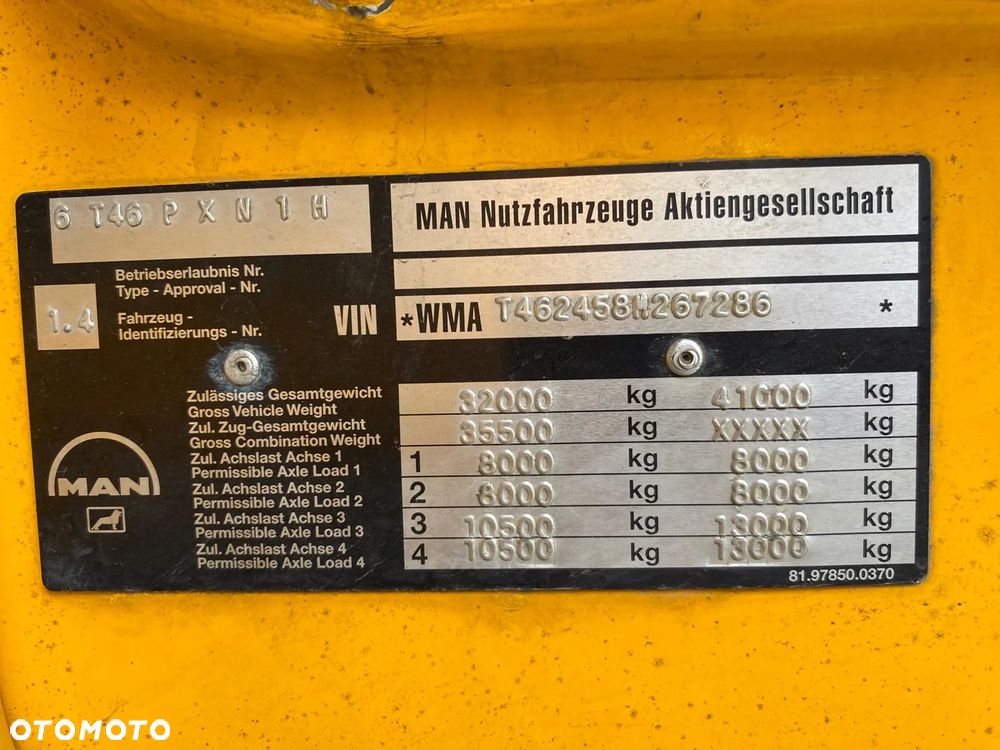 6 T46 P X N 1 H
MAN Nutzfahrzeuge Aktiengesellschaft
Betriebserlaubnis Nr.
Type - Approval - Nr.
1.4
Fahrzeug -
Identifizierungs - Nr.
VIN
*WMA T462458M267286 *
Zulässiges Gesamtgewicht
Gross Vehicle Weight
32000 kg 41000 kg
Zul. Zug-Gesamtgewicht
Gross Combination Weight
35500 kg XXXXX kg
Zul. Achslast Achse 1
Permissible Axle Load 1
1 8000 kg 8000 kg
Zul. Achslast Achse 2
Permissible Axle Load 2
2 8000 kg 8000 kg
Zul. Achslast Achse 3
Permissible Axle Load 3
3 10500 kg 13000 kg
Zul. Achslast Achse 4
Permissible Axle Load 4
4 10500 kg 13000 kg
MAN
81.97850.0370
OTOMOTO